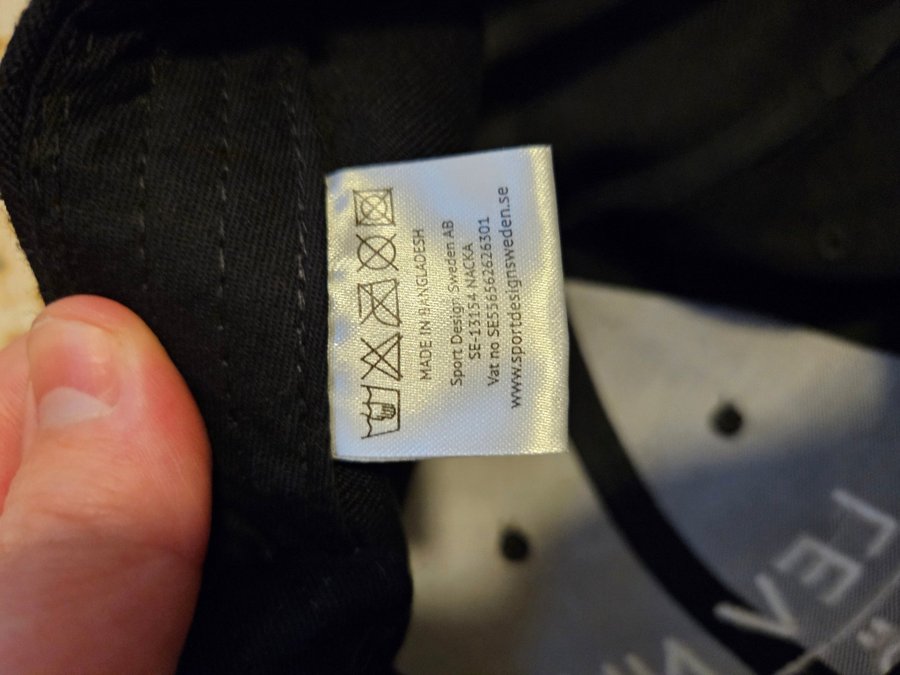 MADE IN BANGLADESH
Sport Design Sweden AB
SE-13154 NACKA
Vat no SE556562626301
www.sportdesignsweden.se